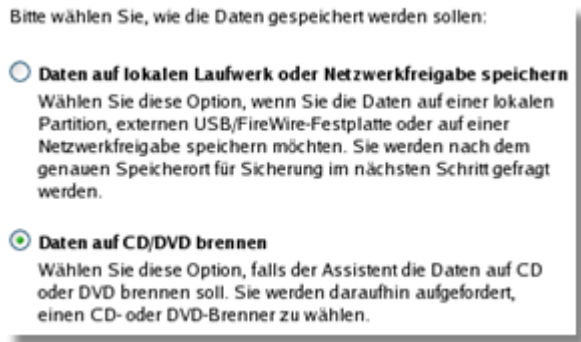 Bitte wählen Sie, wie die Daten gespeichert werden sollen:
Daten auf lokalen Laufwerk oder Netzwerkfreigabe speichern
Wählen Sie diese Option, wenn Sie die Daten auf einer lokalen
Partition, externen USB/FireWire-Festplatte oder auf einer
Netzwerkfreigabe speichern möchten. Sie werden nach dem
genauen Speicherort für Sicherung im nächsten Schritt gefragt
werden.
Daten auf CD/DVD brennen
Wählen Sie diese Option, falls der Assistent die Daten auf CD
oder DVD brennen soll. Sie werden daraufhin aufgefordert,
einen CD- oder DVD-Brenner zu wählen.